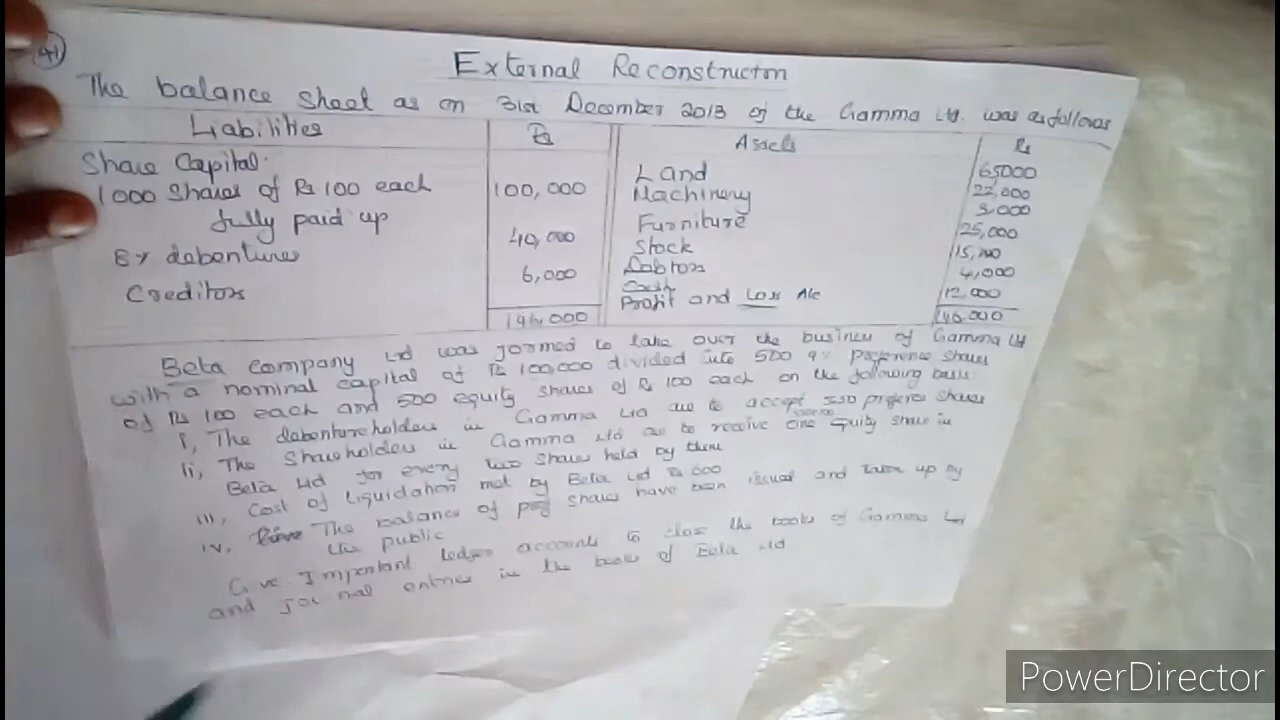 41
External Reconstructon
The balance sheet as on 31st December 2013 of the Gamma Ltd. was as follows
Liabilities Rs Assets Rs
Share Capital: Land 65000
1000 shares of Rs 100 each 100,000 Machinery 22,000
fully paid up Furniture 3,000
8% debentures 40,000 Stock 25,000
Creditors 6,000 Debtors 15,000
Cash 4,000
Profit and Loss A/c 12,000
146,000 146,000
Beta Company Ltd was formed to take over the business of Gamma Ltd
with a nominal capital of Rs 100,000 divided into 500 9% preference shares
of Rs 100 each and 500 equity shares of Rs 100 each on the following basis
i, The debentureholders in Gamma Ltd are to accept preference shares
ii, The Shareholders in Gamma Ltd are to receive one equity share in
Beta Ltd for every two shares held by them
iii, Cost of liquidation met by Beta Ltd Rs 600
iv, The balance of pref shares have been issued and taken up by
the public
Give Important ledger accounts to close the books of Gamma Ltd
and Journal entries in the books of Beta Ltd
PowerDirector